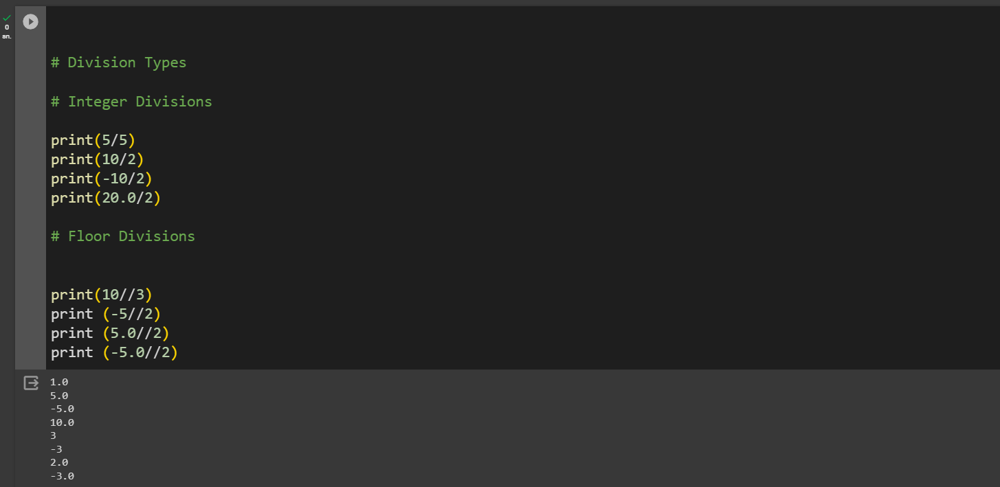 0
sn.
# Division Types
# Integer Divisions
print(5/5)
print(10/2)
print(-10/2)
print(20.0/2)
# Floor Divisions
print(10//3)
print (-5//2)
print (5.0//2)
print (-5.0//2)
1.0
5.0
-5.0
10.0
3
-3
2.0
-3.0